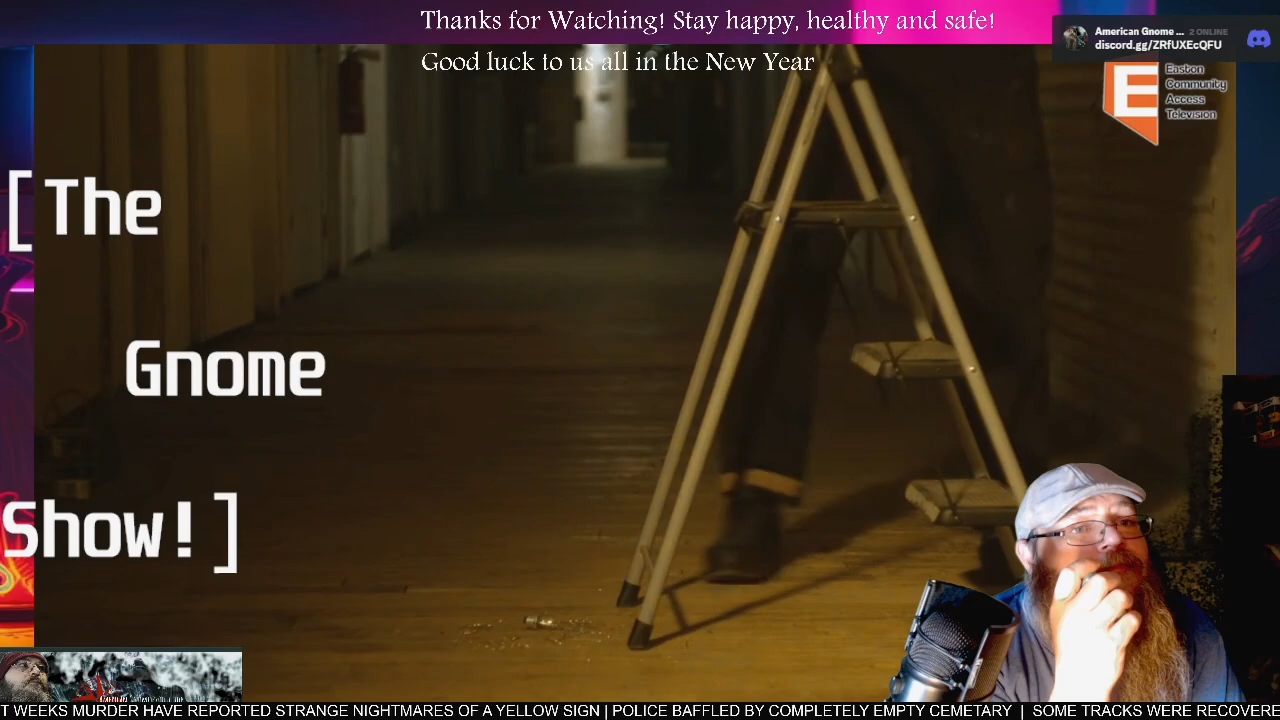 Thanks for Watching! Stay happy, healthy and safe!
Good luck to us all in the New Year
American Gnome ... 2 ONLINE
discord.gg/ZRfUXEcQFU
E
Easton
Community
Access
Television
[The
Gnome
Show!]
T WEEKS MURDER HAVE REPORTED STRANGE NIGHTMARES OF A YELLOW SIGN | POLICE BAFFLED BY COMPLETELY EMPTY CEMETARY | SOME TRACKS WERE RECOVERE